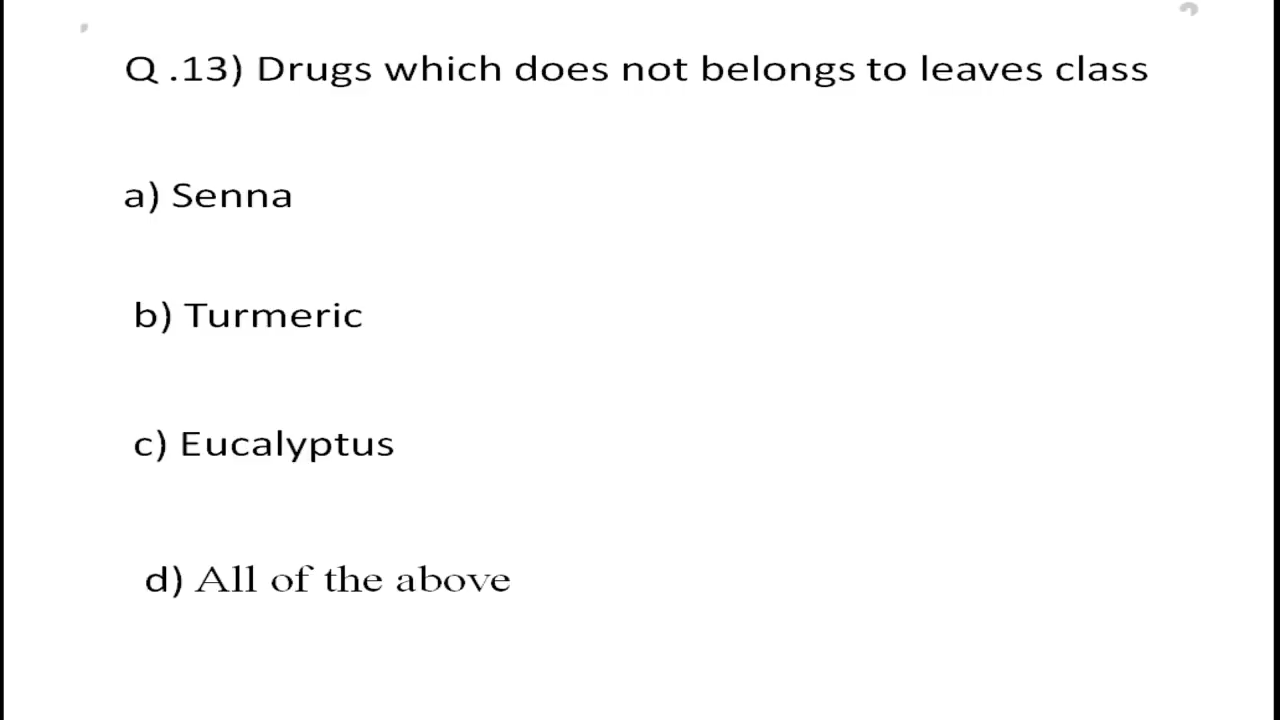 Q .13) Drugs which does not belongs to leaves class
a) Senna
b) Turmeric
c) Eucalyptus
d) All of the above